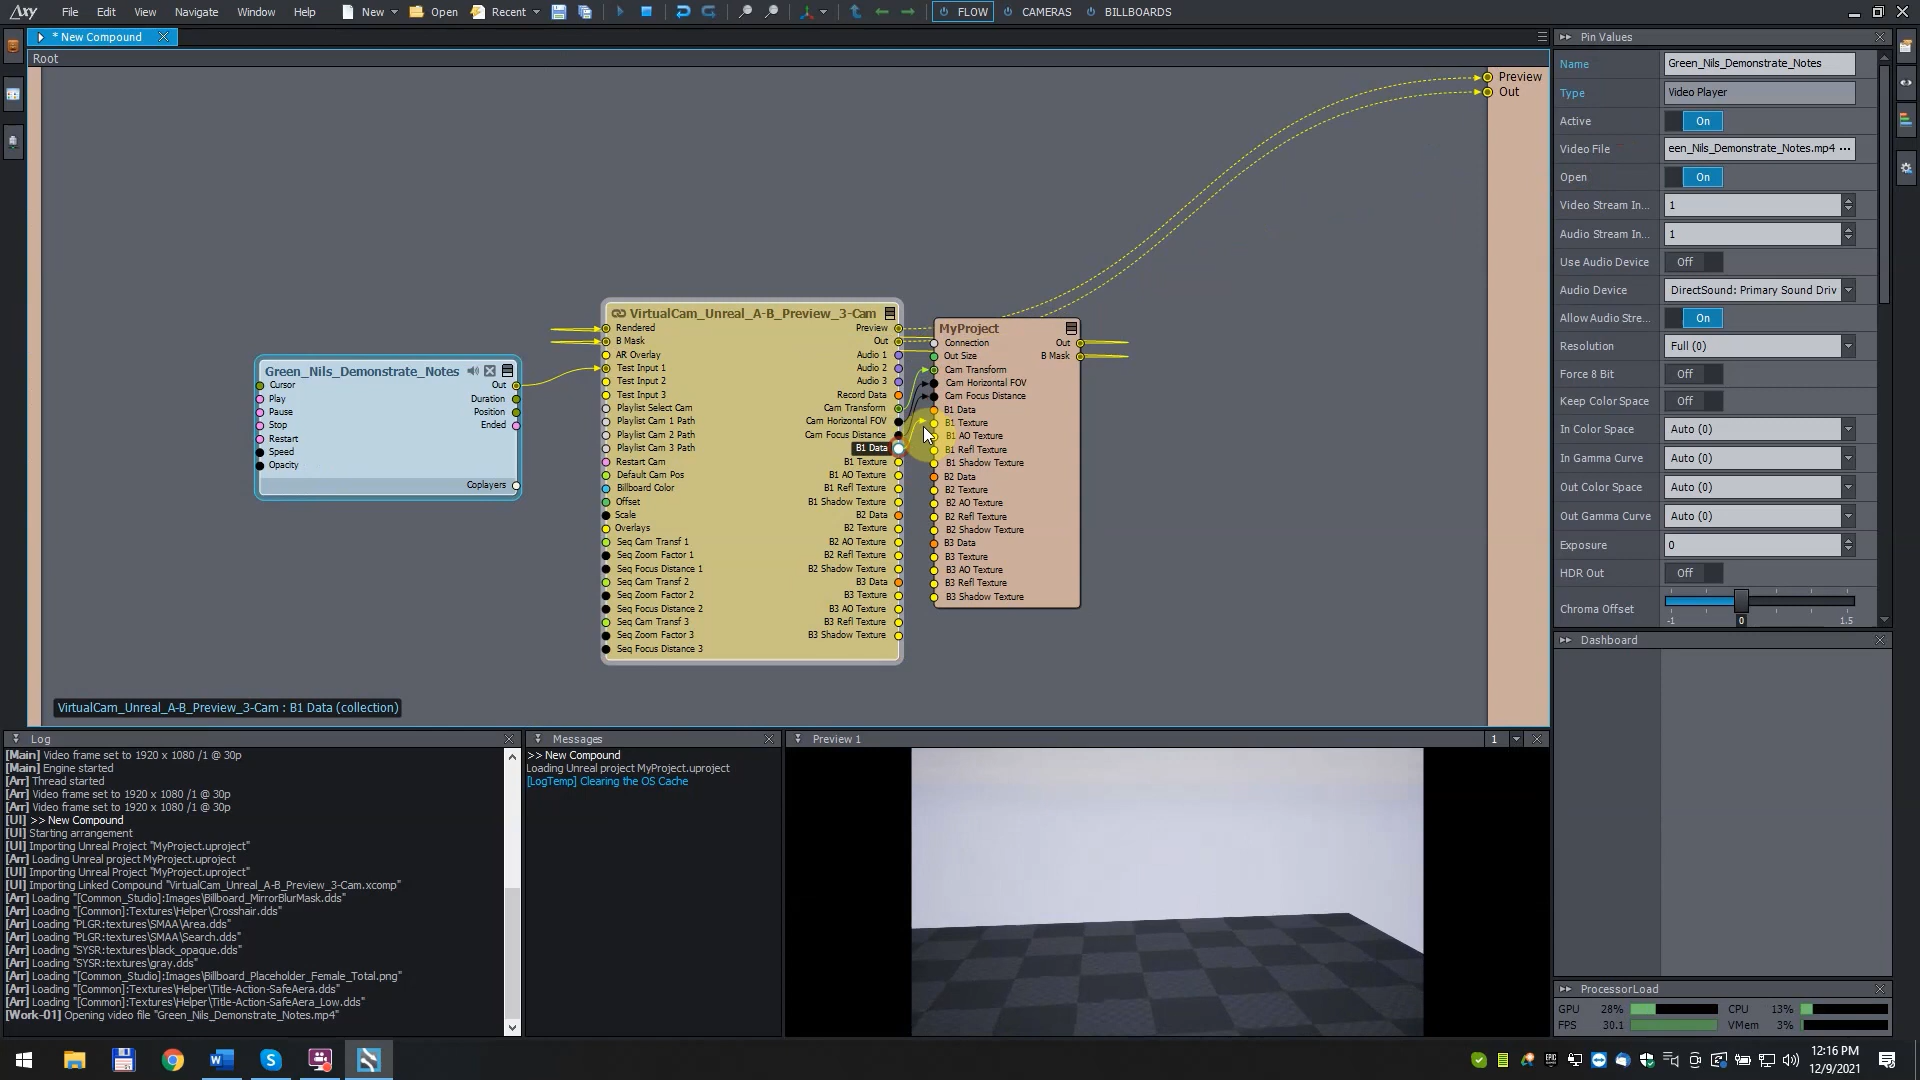 Axy File Edit View Navigate Window Help New Open Recent FLOW CAMERAS BILLBOARDS
* New Compound
Root
Preview
Out
Green_Nils_Demonstrate_Notes
Cursor Out
Play Duration
Pause Position
Stop Ended
Restart
Speed
Opacity
Coplayers
VirtualCam_Unreal_A-B_Preview_3-Cam
Rendered Preview
B Mask Out
AR Overlay Audio 1
Test Input 1 Audio 2
Test Input 2 Audio 3
Test Input 3 Record Data
Playlist Select Cam Cam Transform
Playlist Cam 1 Path Cam Horizontal FOV
Playlist Cam 2 Path Cam Focus Distance
Playlist Cam 3 Path B1 Data
Restart Cam B1 Texture
Default Cam Pos B1 AO Texture
Billboard Color B1 Refl Texture
Offset B1 Shadow Texture
Scale B2 Data
Overlays B2 Texture
Seq Cam Transf 1 B2 AO Texture
Seq Zoom Factor 1 B2 Refl Texture
Seq Focus Distance 1 B2 Shadow Texture
Seq Cam Transf 2 B3 Data
Seq Zoom Factor 2 B3 Texture
Seq Focus Distance 2 B3 AO Texture
Seq Cam Transf 3 B3 Refl Texture
Seq Zoom Factor 3 B3 Shadow Texture
Seq Focus Distance 3
MyProject
Connection Out
Out Size B Mask
Cam Transform
Cam Horizontal FOV
Cam Focus Distance
B1 Data
B1 Texture
B1 AO Texture
B1 Refl Texture
B1 Shadow Texture
B2 Data
B2 Texture
B2 AO Texture
B2 Refl Texture
B2 Shadow Texture
B3 Data
B3 Texture
B3 AO Texture
B3 Refl Texture
B3 Shadow Texture
VirtualCam_Unreal_A-B_Preview_3-Cam : B1 Data (collection)
Pin Values
Name Green_Nils_Demonstrate_Notes
Type Video Player
Active On
Video File een_Nils_Demonstrate_Notes.mp4 ...
Open On
Video Stream In... 1
Audio Stream In... 1
Use Audio Device Off
Audio Device DirectSound: Primary Sound Driv
Allow Audio Stre... On
Resolution Full (0)
Force 8 Bit Off
Keep Color Space Off
In Color Space Auto (0)
In Gamma Curve Auto (0)
Out Color Space Auto (0)
Out Gamma Curve Auto (0)
Exposure 0
HDR Out Off
Chroma Offset
-1 0 1.5
Dashboard
Log
[Main] Video frame set to 1920 x 1080 /1 @ 30p
[Main] Engine started
[Arr] Thread started
[Arr] Video frame set to 1920 x 1080 /1 @ 30p
[Arr] Video frame set to 1920 x 1080 /1 @ 30p
[UI] >> New Compound
[UI] Starting arrangement
[UI] Importing Unreal Project "MyProject.uproject"
[Arr] Loading Unreal project MyProject.uproject
[UI] Importing Unreal Project "MyProject.uproject"
[UI] Importing Linked Compound "VirtualCam_Unreal_A-B_Preview_3-Cam.xcomp"
[Arr] Loading "[Common_Studio]:Images\Billboard_MirrorBlurMask.dds"
[Arr] Loading "[Common]:Textures\Helper\Crosshair.dds"
[Arr] Loading "PLGR:textures\SMAA\Area.dds"
[Arr] Loading "PLGR:textures\SMAA\Search.dds"
[Arr] Loading "SYSR:textures\black_opaque.dds"
[Arr] Loading "SYSR:textures\gray.dds"
[Arr] Loading "[Common_Studio]:Images\Billboard_Placeholder_Female_Total.png"
[Arr] Loading "[Common]:Textures\Helper\Title-Action-SafeAera.dds"
[Arr] Loading "[Common]:Textures\Helper\Title-Action-SafeAera_Low.dds"
[Work-01] Opening video file "Green_Nils_Demonstrate_Notes.mp4"
Messages
>> New Compound
Loading Unreal project MyProject.uproject
[LogTemp] Clearing the OS Cache
Preview 1 1
ProcessorLoad
GPU 28% CPU 13%
FPS 30.1 VMem 3%
12:16 PM
12/9/2021